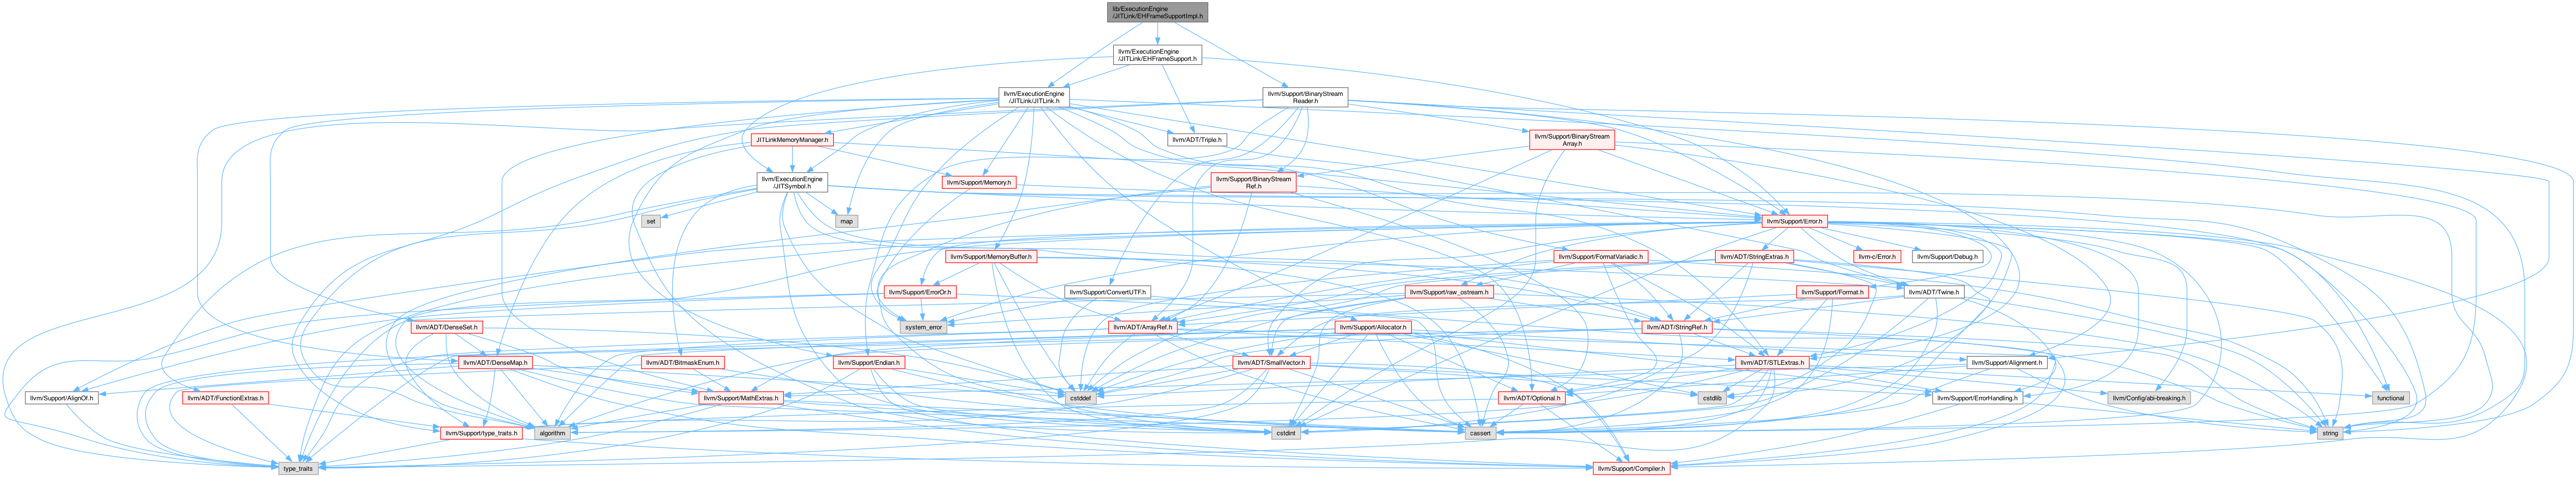 lib/ExecutionEngine
/JITLink/EHFrameSupportImpl.h
llvm/ExecutionEngine
/JITLink/EHFrameSupport.h
llvm/ExecutionEngine
/JITLink/JITLink.h
llvm/Support/BinaryStream
Reader.h
JITLinkMemoryManager.h
llvm/ADT/Triple.h
llvm/Support/BinaryStream
Array.h
llvm/ExecutionEngine
/JITSymbol.h
llvm/Support/Memory.h
llvm/Support/BinaryStream
Ref.h
set
map
llvm/Support/Error.h
llvm/Support/MemoryBuffer.h
llvm/Support/FormatVariadic.h
llvm/ADT/StringExtras.h
llvm-c/Error.h
llvm/Support/Debug.h
llvm/Support/ErrorOr.h
llvm/Support/ConvertUTF.h
llvm/Support/raw_ostream.h
llvm/Support/Format.h
llvm/ADT/Twine.h
llvm/ADT/DenseSet.h
system_error
llvm/ADT/ArrayRef.h
llvm/Support/Allocator.h
llvm/ADT/StringRef.h
llvm/ADT/DenseMap.h
llvm/ADT/BitmaskEnum.h
llvm/Support/Endian.h
llvm/ADT/SmallVector.h
llvm/ADT/STLExtras.h
llvm/Support/Alignment.h
llvm/Support/AlignOf.h
llvm/ADT/FunctionExtras.h
llvm/Support/MathExtras.h
cstddef
cstdlib
llvm/ADT/Optional.h
llvm/Support/ErrorHandling.h
llvm/Config/abi-breaking.h
functional
llvm/Support/type_traits.h
algorithm
cstdint
cassert
string
type_traits
llvm/Support/Compiler.h